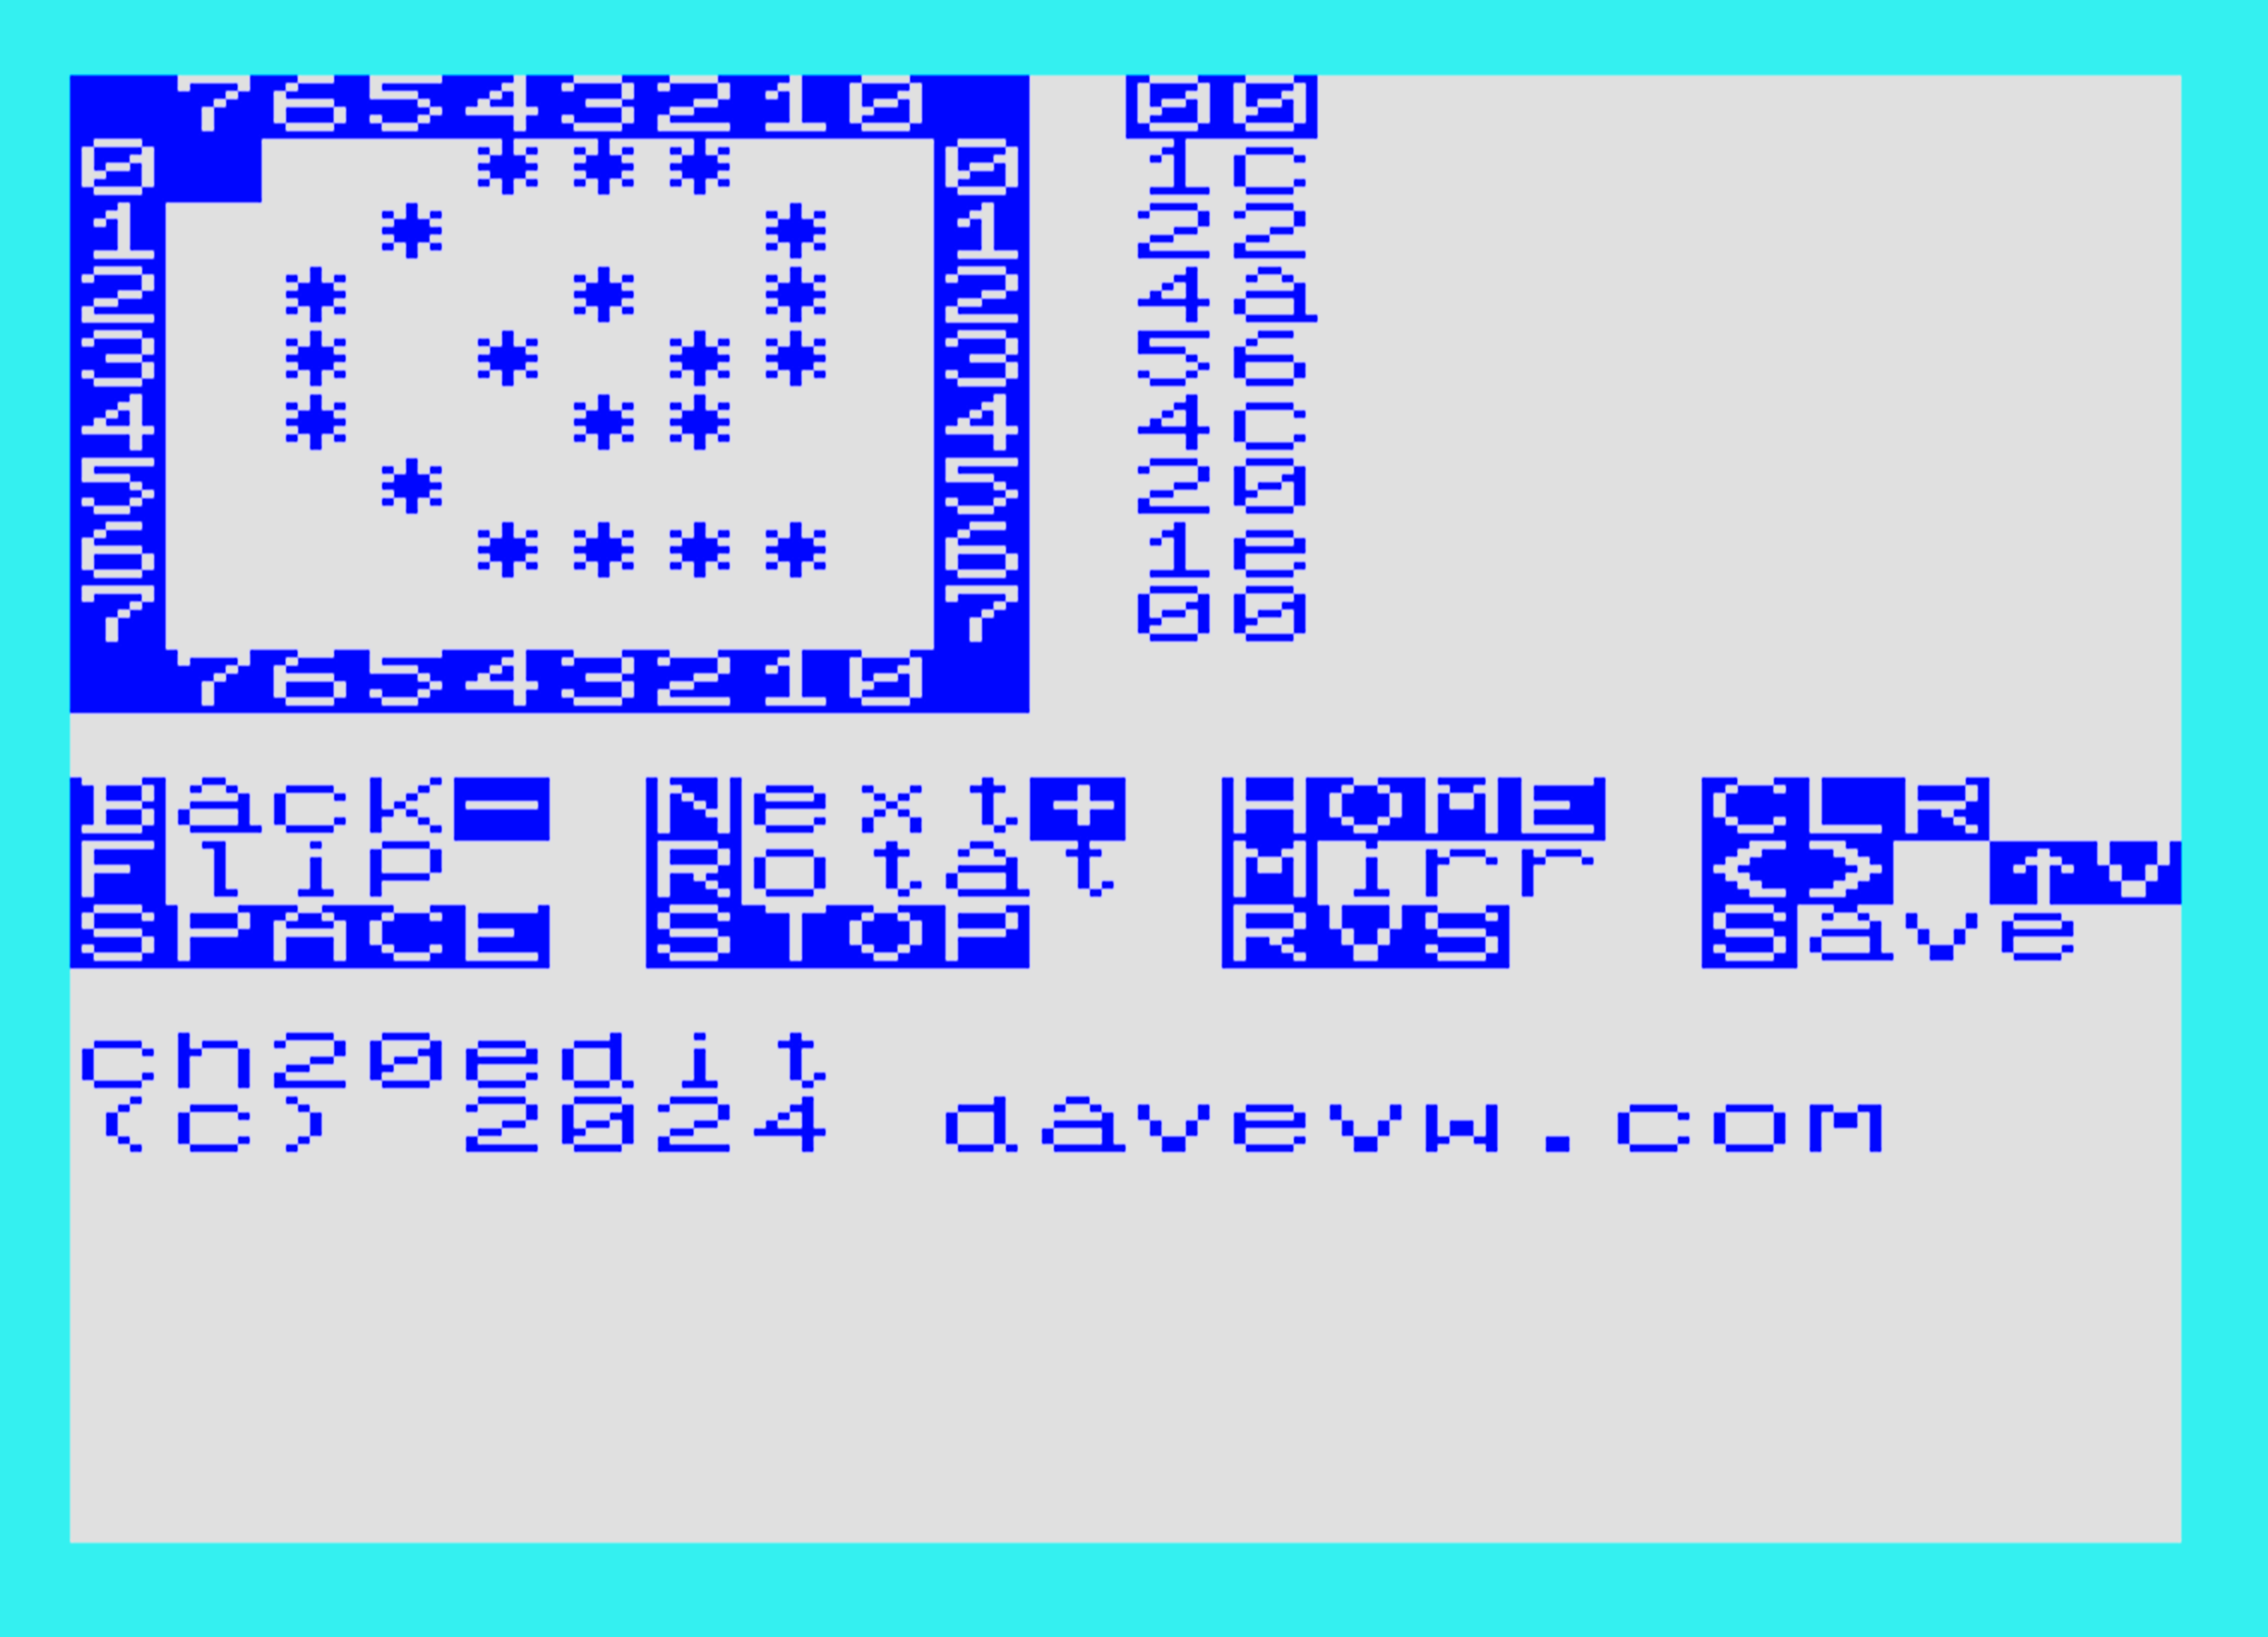 76543210  00
0   ***  0 1c
1  *   * 1 22
2 *  * * 2 4a
3 * * ** 3 56
4 *  **  4 4c
5  *     5 20
6   **** 6 1e
7        7 00
 76543210
Back- Next+ HOME CLR
Flip  Rotat Mirr <> ↑V
SPACE STOP  RVS  Save
ch20edit
(c) 2024 davevw.com